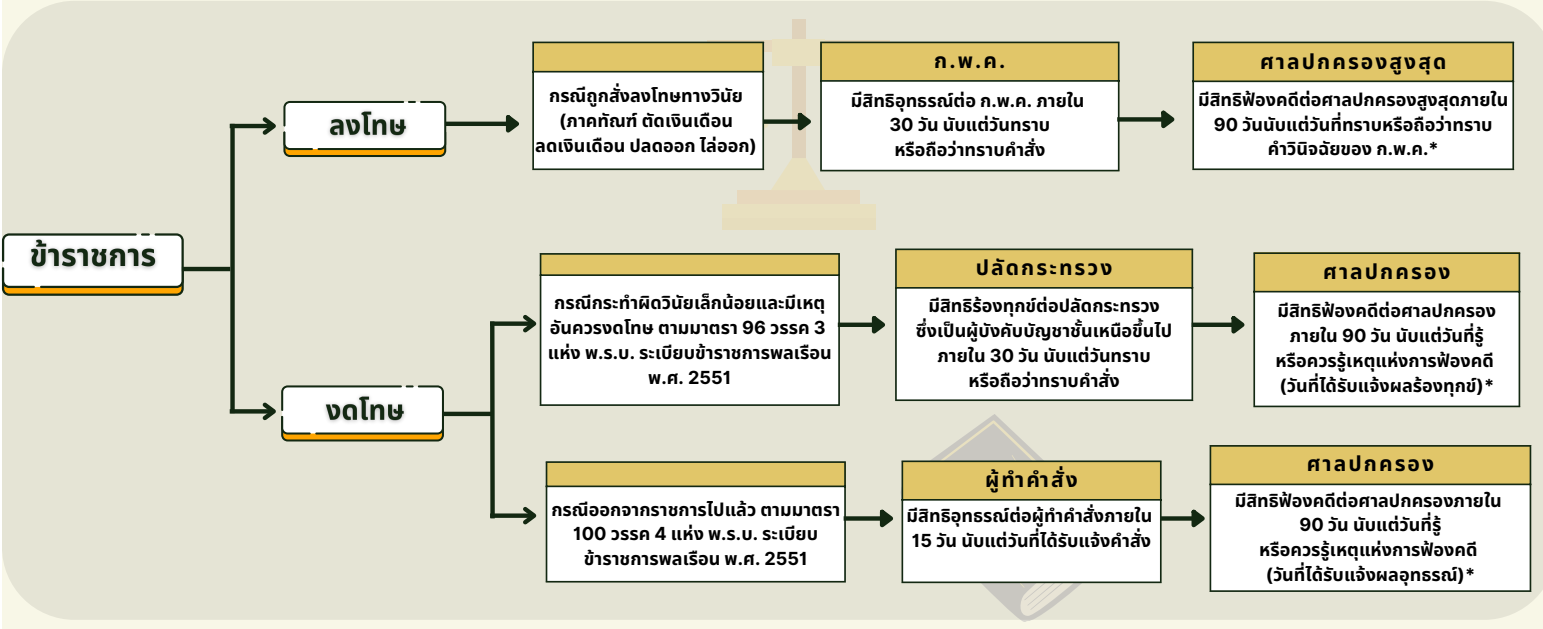 ข้าราชการ
ลงโทษ
กรณีถูกสั่งลงโทษทางวินัย
(ภาคทัณฑ์ ตัดเงินเดือน
ลดเงินเดือน ปลดออก ไล่ออก)
ก.พ.ค.
มีสิทธิอุทธรณ์ต่อ ก.พ.ค. ภายใน
30 วัน นับแต่วันทราบ
หรือถือว่าทราบคำสั่ง
ศาลปกครองสูงสุด
มีสิทธิฟ้องคดีต่อศาลปกครองสูงสุดภายใน
90 วันนับแต่วันที่ทราบหรือถือว่าทราบ
คำวินิจฉัยของ ก.พ.ค.*
งดโทษ
กรณีกระทำผิดวินัยเล็กน้อยและมีเหตุ
อันควรงดโทษ ตามมาตรา 96 วรรค 3
แห่ง พ.ร.บ. ระเบียบข้าราชการพลเรือน
พ.ศ. 2551
ปลัดกระทรวง
มีสิทธิร้องทุกข์ต่อปลัดกระทรวง
ซึ่งเป็นผู้บังคับบัญชาชั้นเหนือขึ้นไป
ภายใน 30 วัน นับแต่วันทราบ
หรือถือว่าทราบคำสั่ง
ศาลปกครอง
มีสิทธิฟ้องคดีต่อศาลปกครอง
ภายใน 90 วัน นับแต่วันที่รู้
หรือควรรู้เหตุแห่งการฟ้องคดี
(วันที่ได้รับแจ้งผลร้องทุกข์)*
กรณีออกจากราชการไปแล้ว ตามมาตรา
100 วรรค 4 แห่ง พ.ร.บ. ระเบียบ
ข้าราชการพลเรือน พ.ศ. 2551
ผู้ทำคำสั่ง
มีสิทธิอุทธรณ์ต่อผู้ทำคำสั่งภายใน
15 วัน นับแต่วันที่ได้รับแจ้งคำสั่ง
ศาลปกครอง
มีสิทธิฟ้องคดีต่อศาลปกครองภายใน
90 วัน นับแต่วันที่รู้
หรือควรรู้เหตุแห่งการฟ้องคดี
(วันที่ได้รับแจ้งผลอุทธรณ์)*